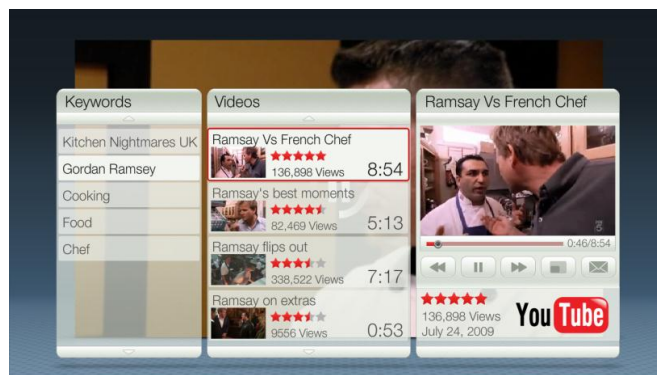 Keywords
Kitchen Nightmares UK
Gordan Ramsey
Cooking
Food
Chef
Videos
Ramsay Vs French Chef
136,898 Views
8:54
Ramsay's best moments
82,469 Views
5:13
Ramsay flips out
338,522 Views
7:17
Ramsay on extras
9556 Views
0:53
Ramsay Vs French Chef
0:46/8:54
136,898 Views
July 24, 2009
YouTube